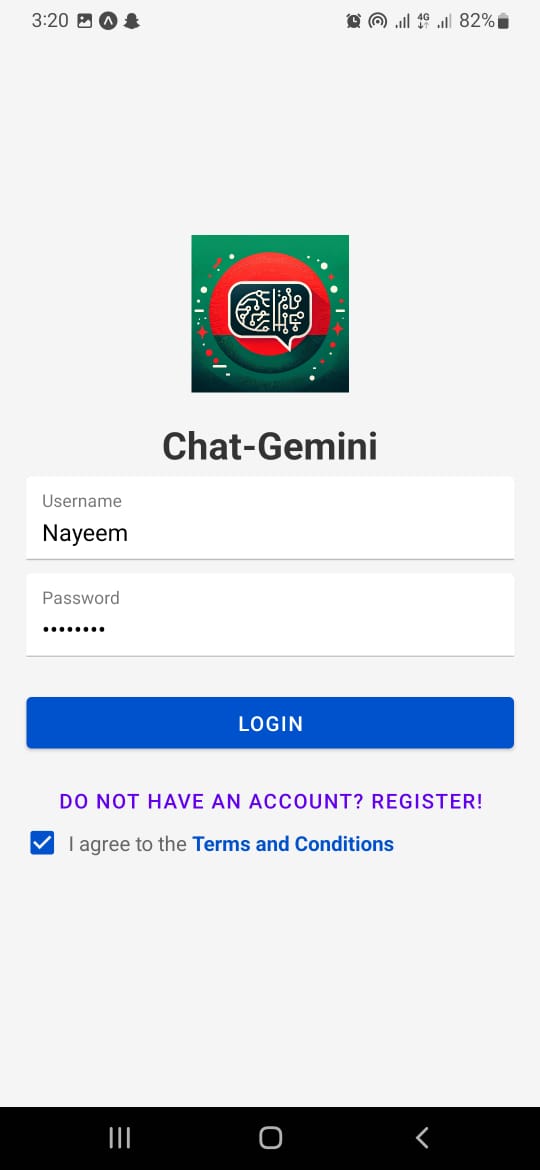 3:20 4G 82%
Chat-Gemini
Username
Nayeem
Password
••••••••
LOGIN
DO NOT HAVE AN ACCOUNT? REGISTER!
I agree to the Terms and Conditions